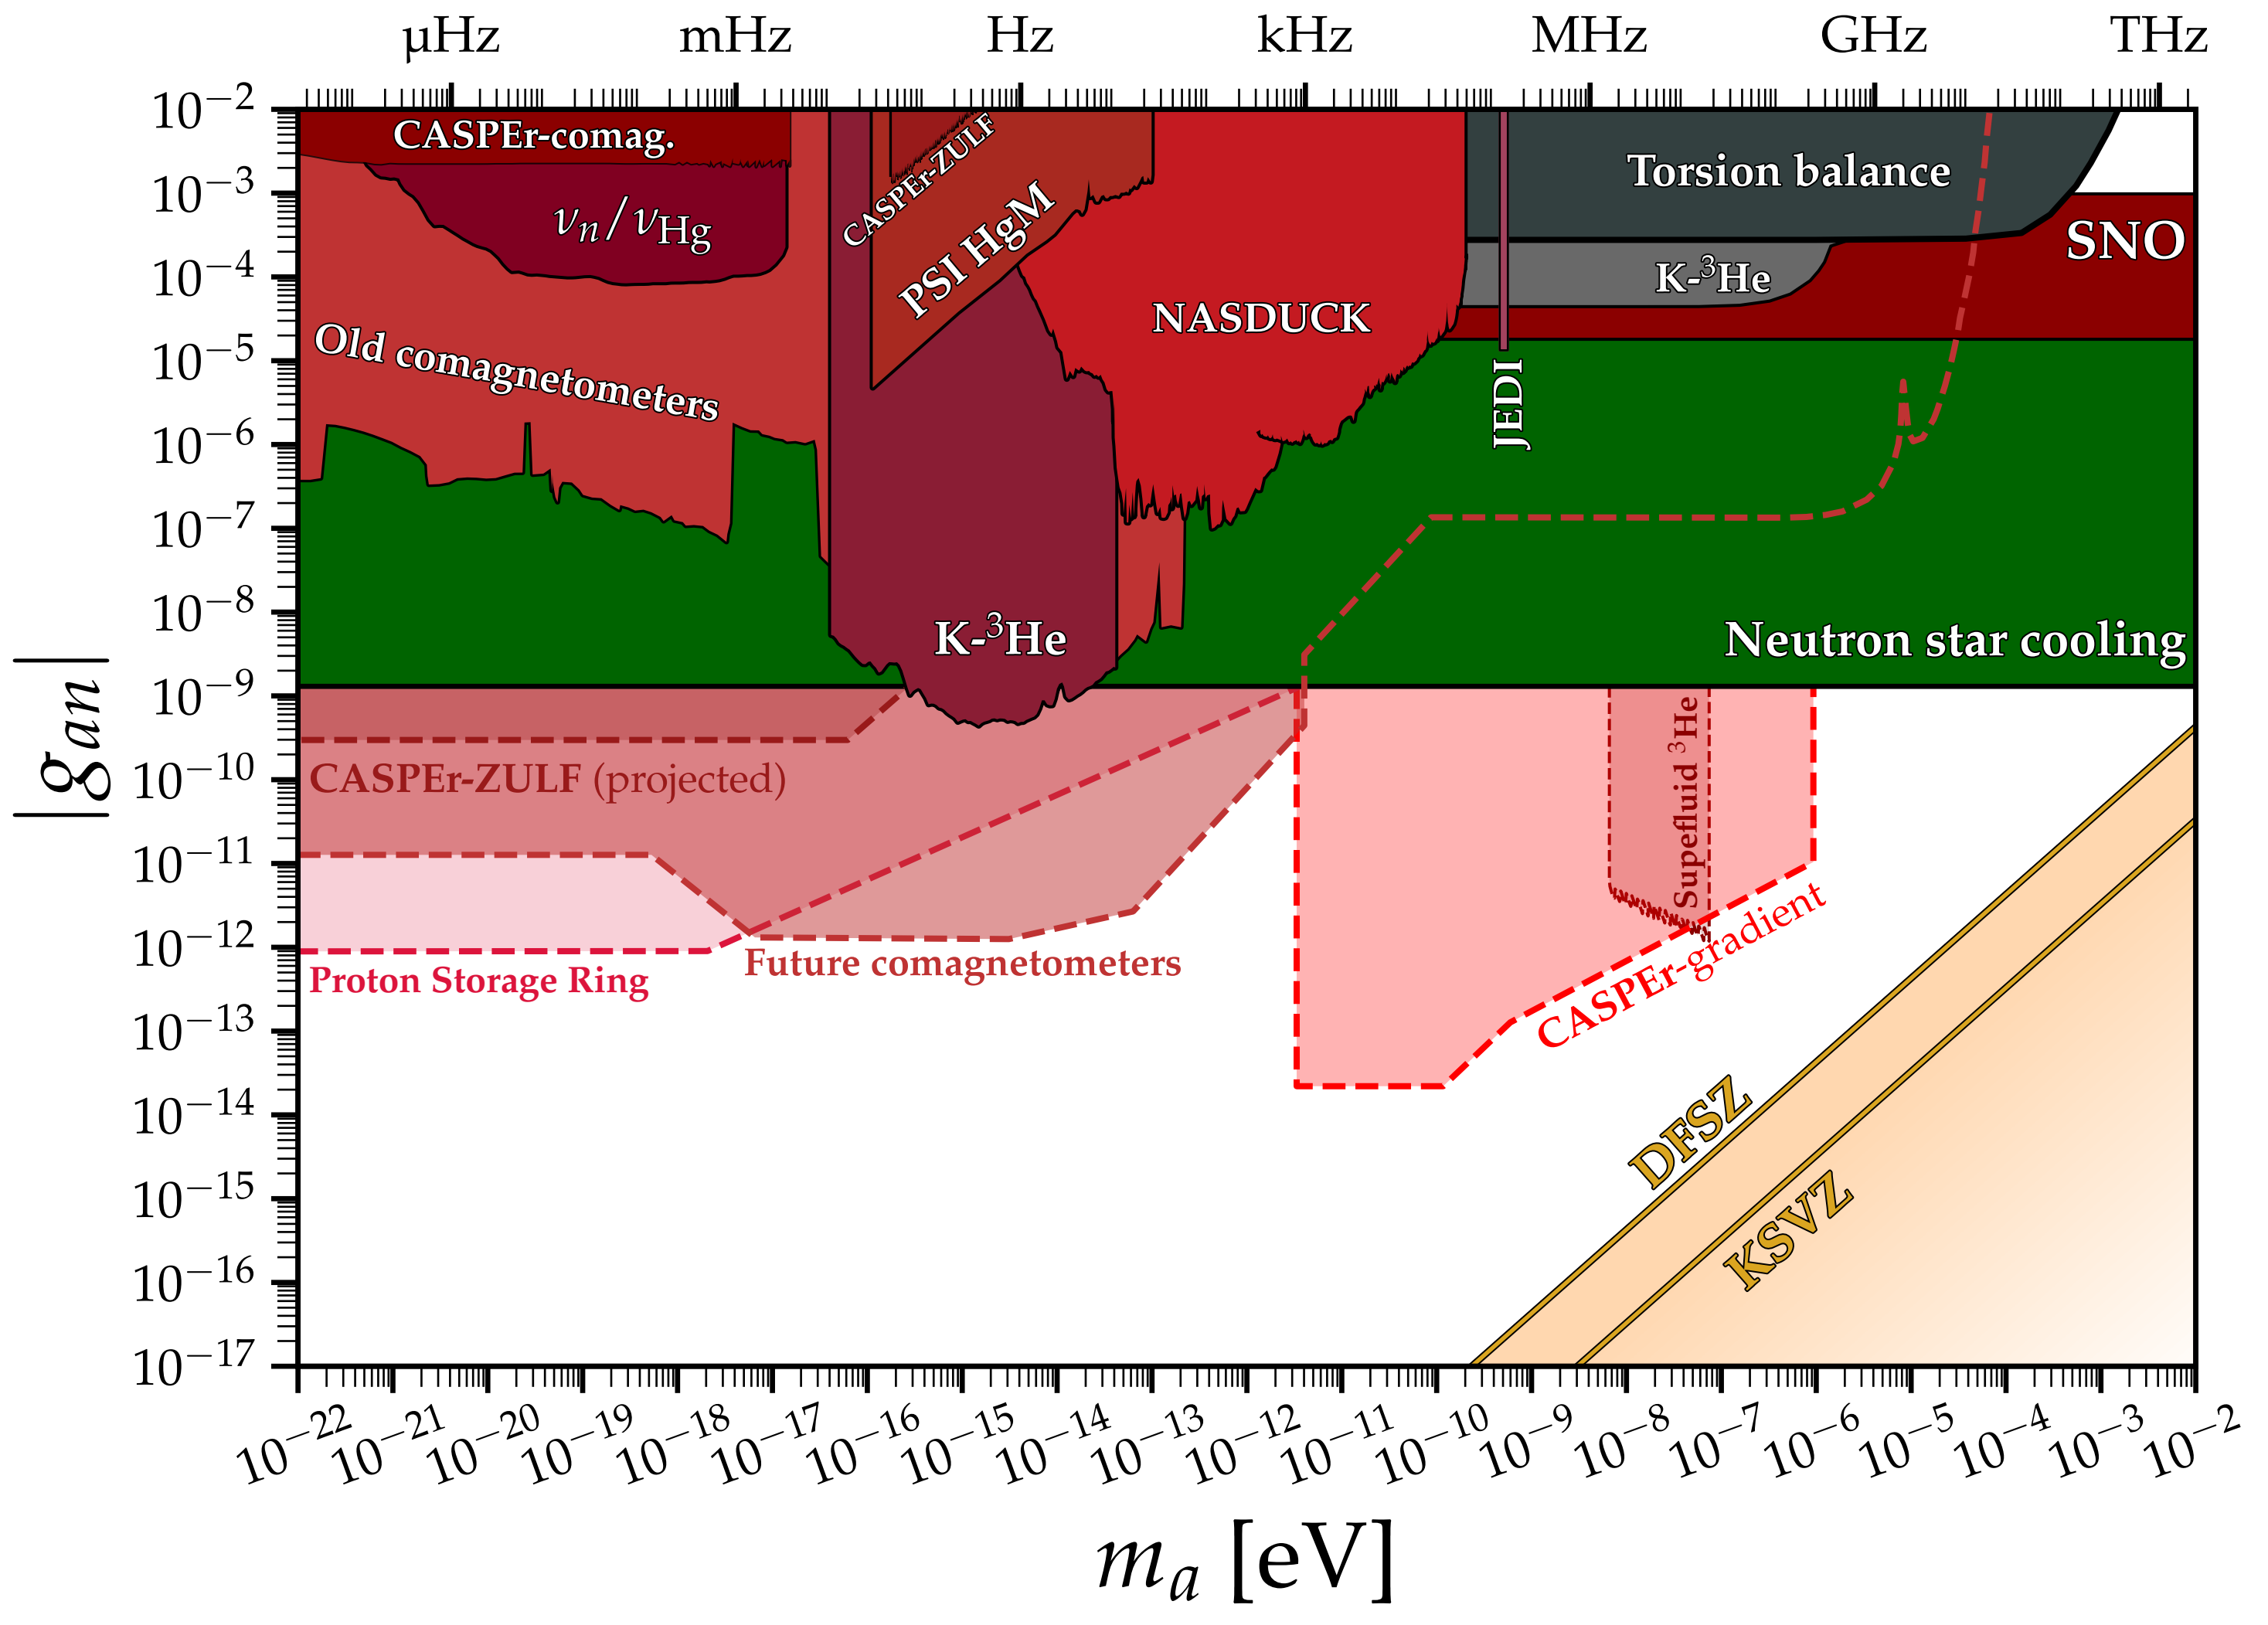 μHz mHz Hz kHz MHz GHz THz
10⁻²
10⁻³
10⁻⁴
10⁻⁵
10⁻⁶
10⁻⁷
10⁻⁸
10⁻⁹
10⁻¹⁰
10⁻¹¹
10⁻¹²
10⁻¹³
10⁻¹⁴
10⁻¹⁵
10⁻¹⁶
10⁻¹⁷
|gₐₙ|
CASPEr-comag.
νₙ/ν_Hg
Old comagnetometers
CASPEr-ZULF
PSI HgM
NASDUCK
Torsion balance
SNO
K-³He
JEDI
K-³He
Neutron star cooling
CASPEr-ZULF (projected)
Proton Storage Ring
Future comagnetometers
Supefluid ³He
CASPEr-gradient
DFSZ
KSVZ
10⁻²² 10⁻²¹ 10⁻²⁰ 10⁻¹⁹ 10⁻¹⁸ 10⁻¹⁷ 10⁻¹⁶ 10⁻¹⁵ 10⁻¹⁴ 10⁻¹³ 10⁻¹² 10⁻¹¹ 10⁻¹⁰ 10⁻⁹ 10⁻⁸ 10⁻⁷ 10⁻⁶ 10⁻⁵ 10⁻⁴ 10⁻³ 10⁻²
mₐ [eV]